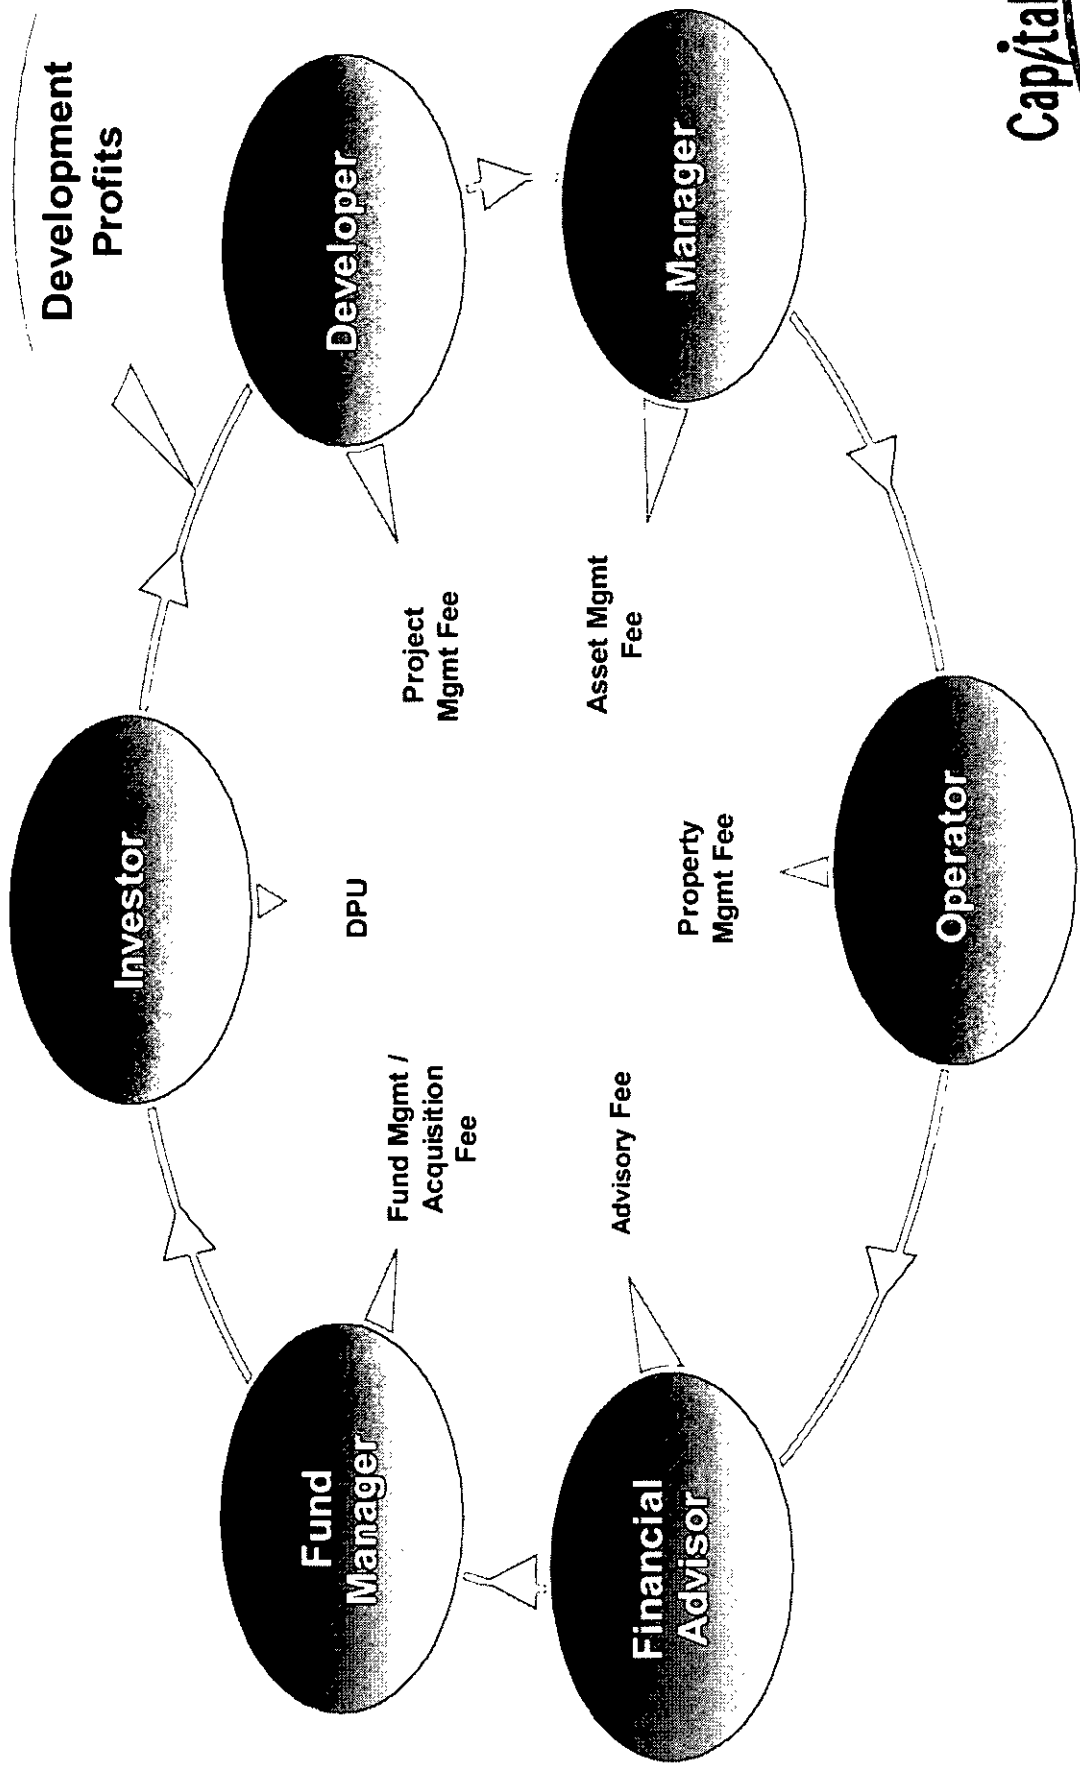 Development
Profits
Investor
Developer
Fund
Manager
DPU
Fund Mgmt /
Acquisition
Fee
Project
Mgmt Fee
Advisory Fee
Asset Mgmt
Fee
Financial
Advisor
Manager
Property
Mgmt Fee
Operator
Capital